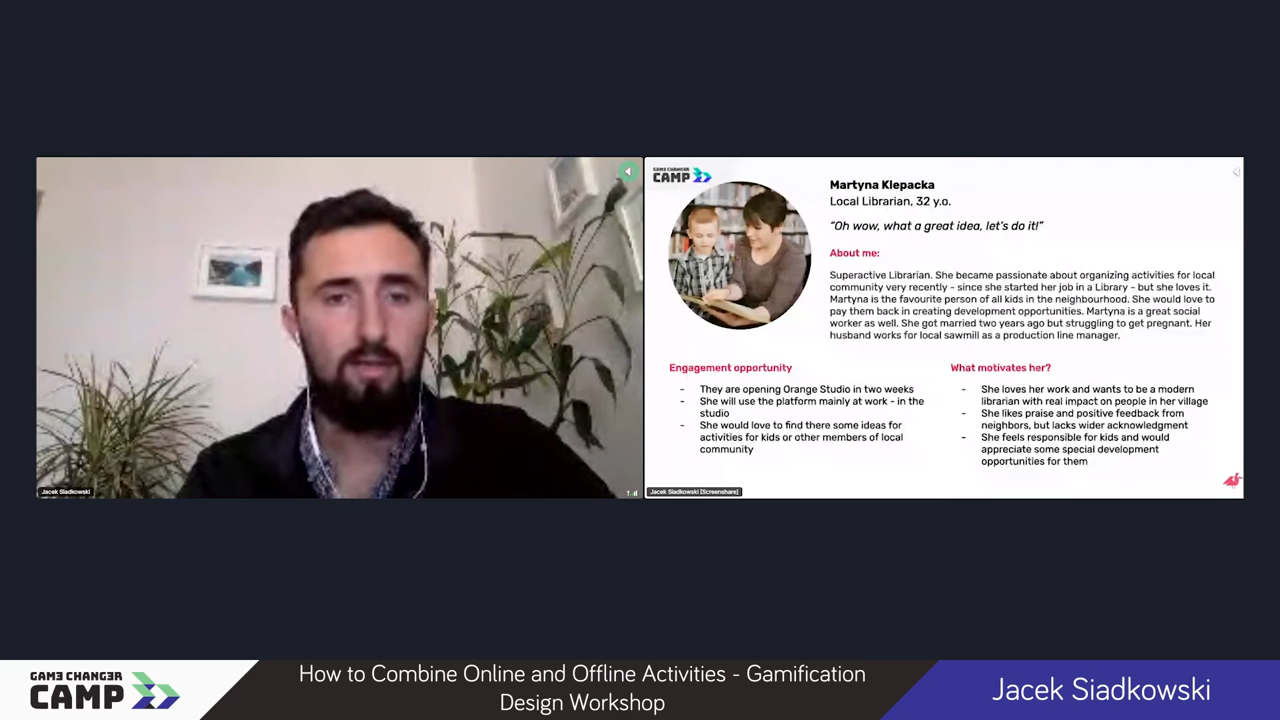 Jacek Siadkowski
GAME CHANGER
CAMP
Martyna Klepacka
Local Librarian, 32 y.o.
"Oh wow, what a great idea, let's do it!"
About me:
Superactive Librarian. She became passionate about organizing activities for local
community very recently - since she started her job in a Library - but she loves it.
Martyna is the favourite person of all kids in the neighbourhood. She would love to
pay them back in creating development opportunities. Martyna is a great social
worker as well. She got married two years ago but struggling to get pregnant. Her
husband works for local sawmill as a production line manager.
Engagement opportunity
- They are opening Orange Studio in two weeks
- She will use the platform mainly at work - in the
studio
- She would love to find there some ideas for
activities for kids or other members of local
community
What motivates her?
- She loves her work and wants to be a modern
librarian with real impact on people in her village
- She likes praise and positive feedback from
neighbors, but lacks wider acknowledgment
- She feels responsible for kids and would
appreciate some special development
opportunities for them
Jacek Siadkowski [Screenshare]
GAME CHANGER
CAMP
How to Combine Online and Offline Activities - Gamification
Design Workshop
Jacek Siadkowski